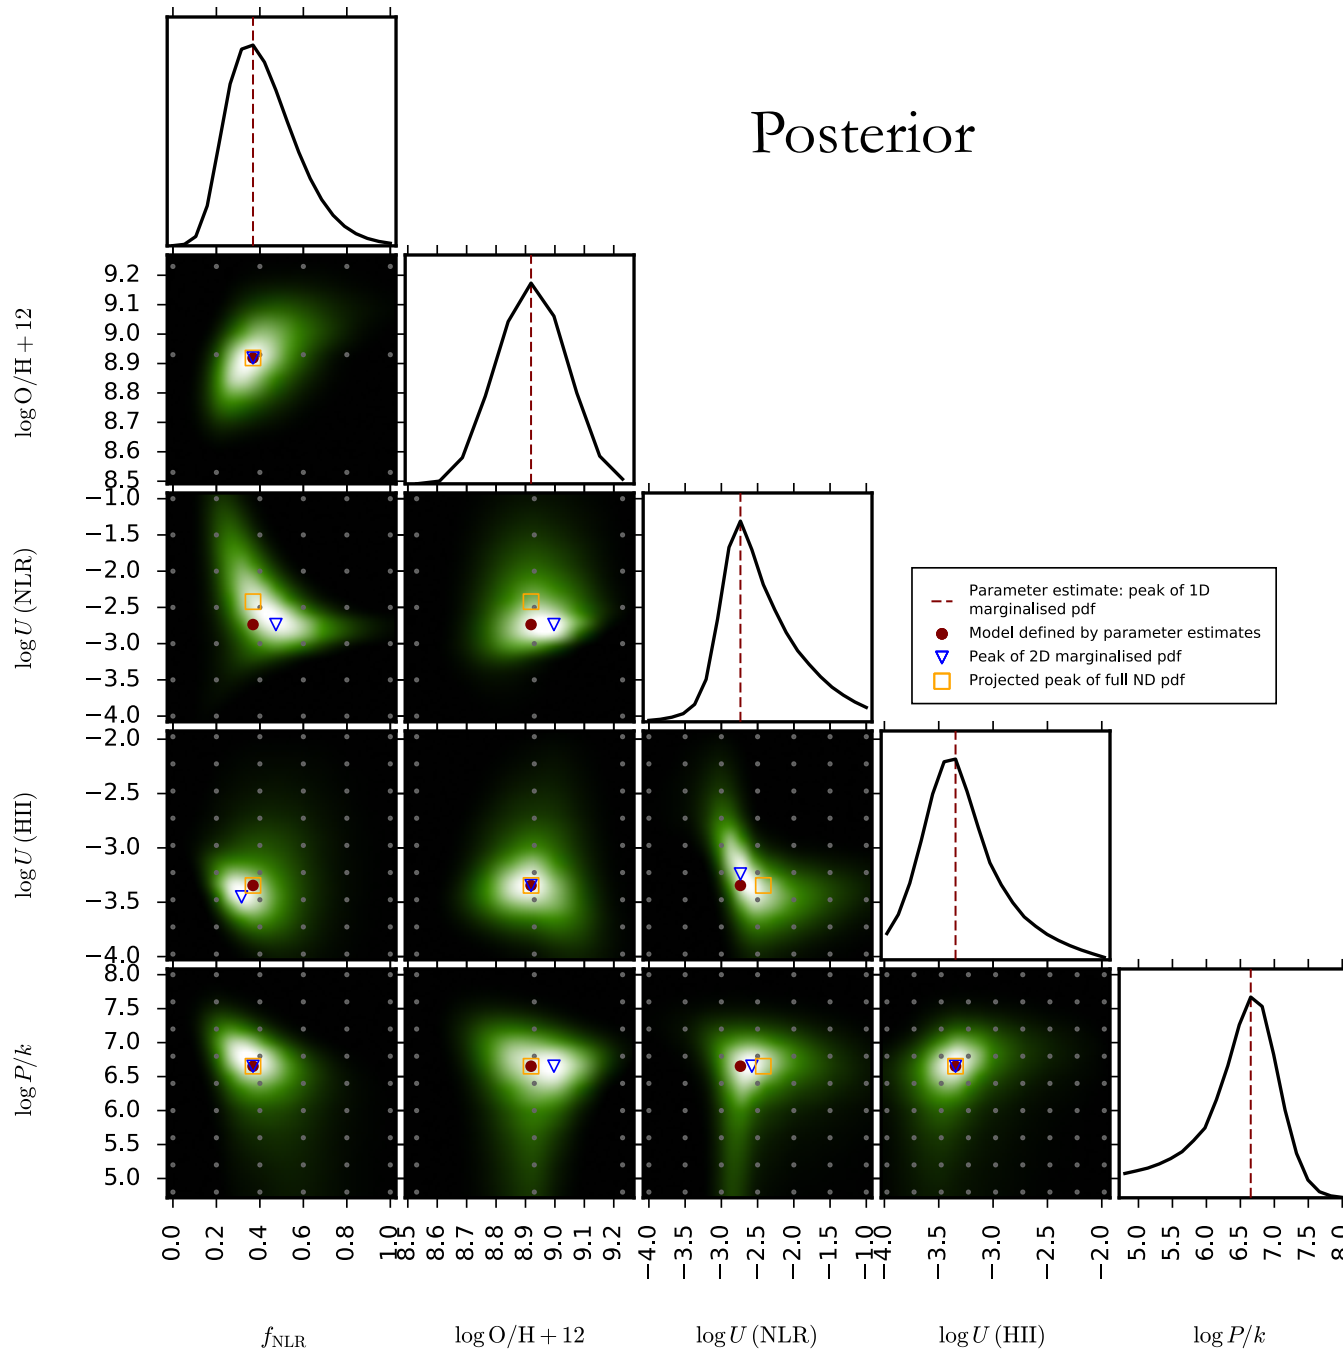 Posterior
9.2
9.1
9.0
8.9
8.8
8.7
8.6
8.5
log O/H + 12
−1.0
−1.5
−2.0
−2.5
−3.0
−3.5
−4.0
log U (NLR)
Parameter estimate: peak of 1D
marginalised pdf
Model defined by parameter estimates
Peak of 2D marginalised pdf
Projected peak of full ND pdf
−2.0
−2.5
−3.0
−3.5
−4.0
log U (HII)
8.0
7.5
7.0
6.5
6.0
5.5
5.0
log P/k
0.0 0.2 0.4 0.6 0.8 1.0
8.5 8.6 8.7 8.8 8.9 9.0 9.1 9.2
−4.0 −3.5 −3.0 −2.5 −2.0 −1.5 −1.0
−4.0 −3.5 −3.0 −2.5 −2.0
5.0 5.5 6.0 6.5 7.0 7.5 8.0
f NLR log O/H + 12 log U (NLR) log U (HII) log P/k